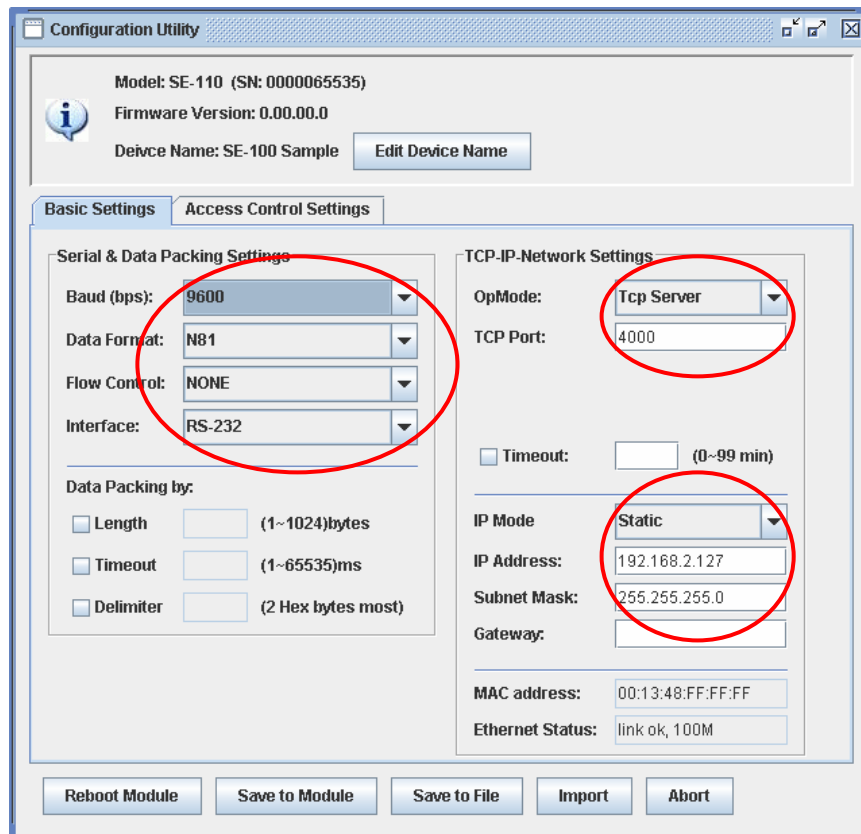 Configuration Utility
Model: SE-110 (SN: 0000065535)
Firmware Version: 0.00.00.0
Deivce Name: SE-100 Sample Edit Device Name
Basic Settings Access Control Settings
Serial & Data Packing Settings
Baud (bps): 9600
Data Format: N81
Flow Control: NONE
Interface: RS-232
Data Packing by:
Length (1~1024)bytes
Timeout (1~65535)ms
Delimiter (2 Hex bytes most)
TCP-IP-Network Settings
OpMode: Tcp Server
TCP Port: 4000
Timeout: (0~99 min)
IP Mode Static
IP Address: 192.168.2.127
Subnet Mask: 255.255.255.0
Gateway:
MAC address: 00:13:48:FF:FF:FF
Ethernet Status: link ok, 100M
Reboot Module Save to Module Save to File Import Abort